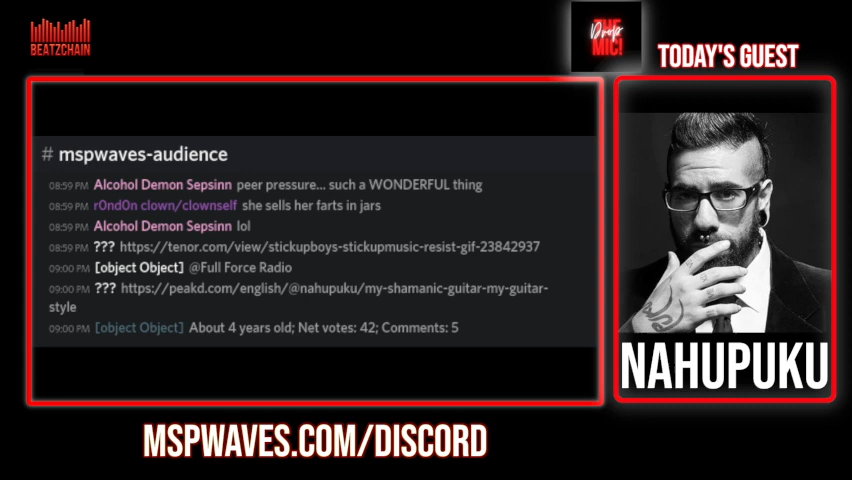 BEATZCHAIN
THE
Drop
MIC!
TODAY'S GUEST
# mspwaves-audience
08:59 PM Alcohol Demon Sepsinn peer pressure... such a WONDERFUL thing
08:59 PM r0nd0n clown/clownself she sells her farts in jars
08:59 PM Alcohol Demon Sepsinn lol
08:59 PM ??? https://tenor.com/view/stickupboys-stickupmusic-resist-gif-23842937
09:00 PM [object Object] @Full Force Radio
09:00 PM ??? https://peakd.com/english/@nahupuku/my-shamanic-guitar-my-guitar-
style
09:00 PM [object Object] About 4 years old; Net votes: 42; Comments: 5
NAHUPUKU
MSPWAVES.COM/DISCORD